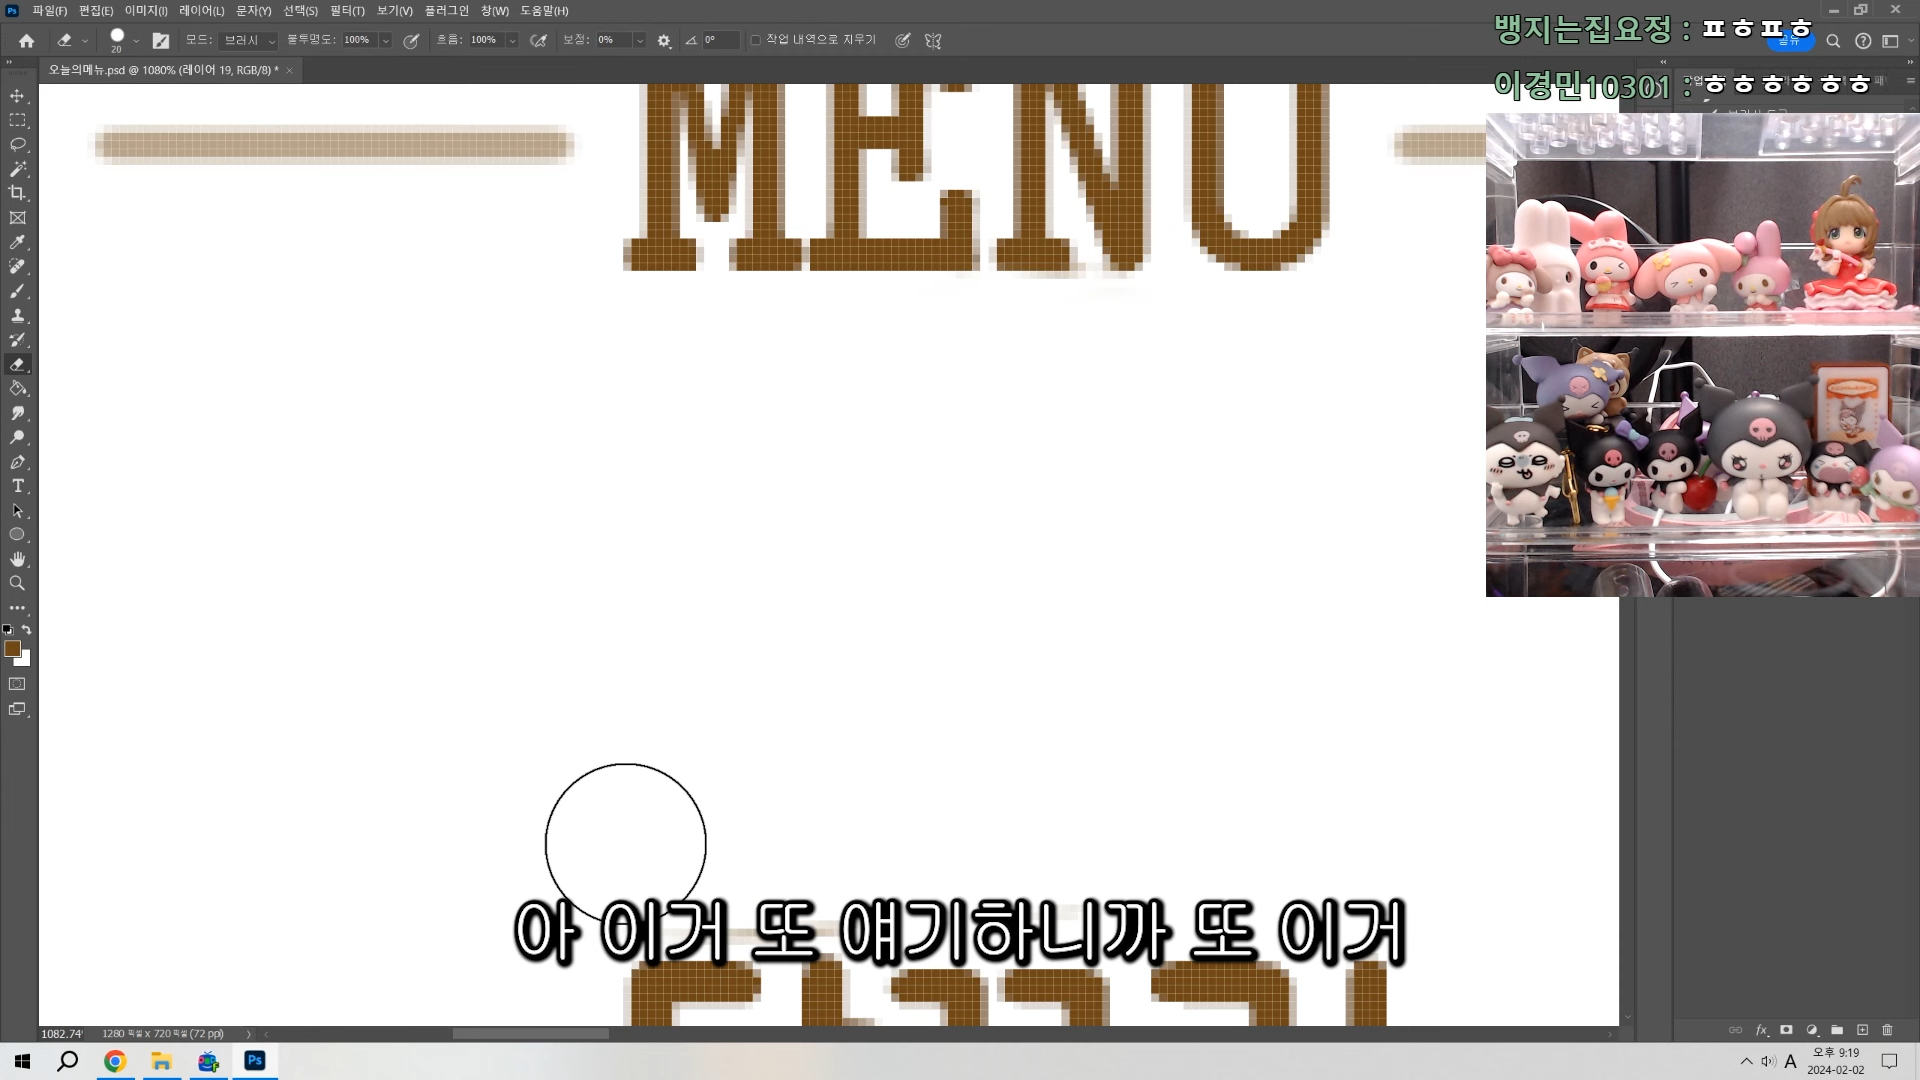 파일(F) 편집(E) 이미지(I) 레이어(L) 문자(Y) 선택(S) 필터(T) 보기(V) 플러그인 창(W) 도움말(H)
20 모드: 브러시 불투명도: 100% 흐름: 100% 보정: 0% 0° 작업 내역으로 지우기
공유
오늘의메뉴.psd @ 1080% (레이어 19, RGB/8) *
뱅지는집요정 : ㅍㅎㅍㅎ
이경민10301 : ㅎㅎㅎㅎㅎㅎ
MENU
아 이거 또 얘기하니까 또 이거
1082.74 1280 픽셀 x 720 픽셀 (72 ppi)
fx
Ps
A 오후 9:19
2024-02-02